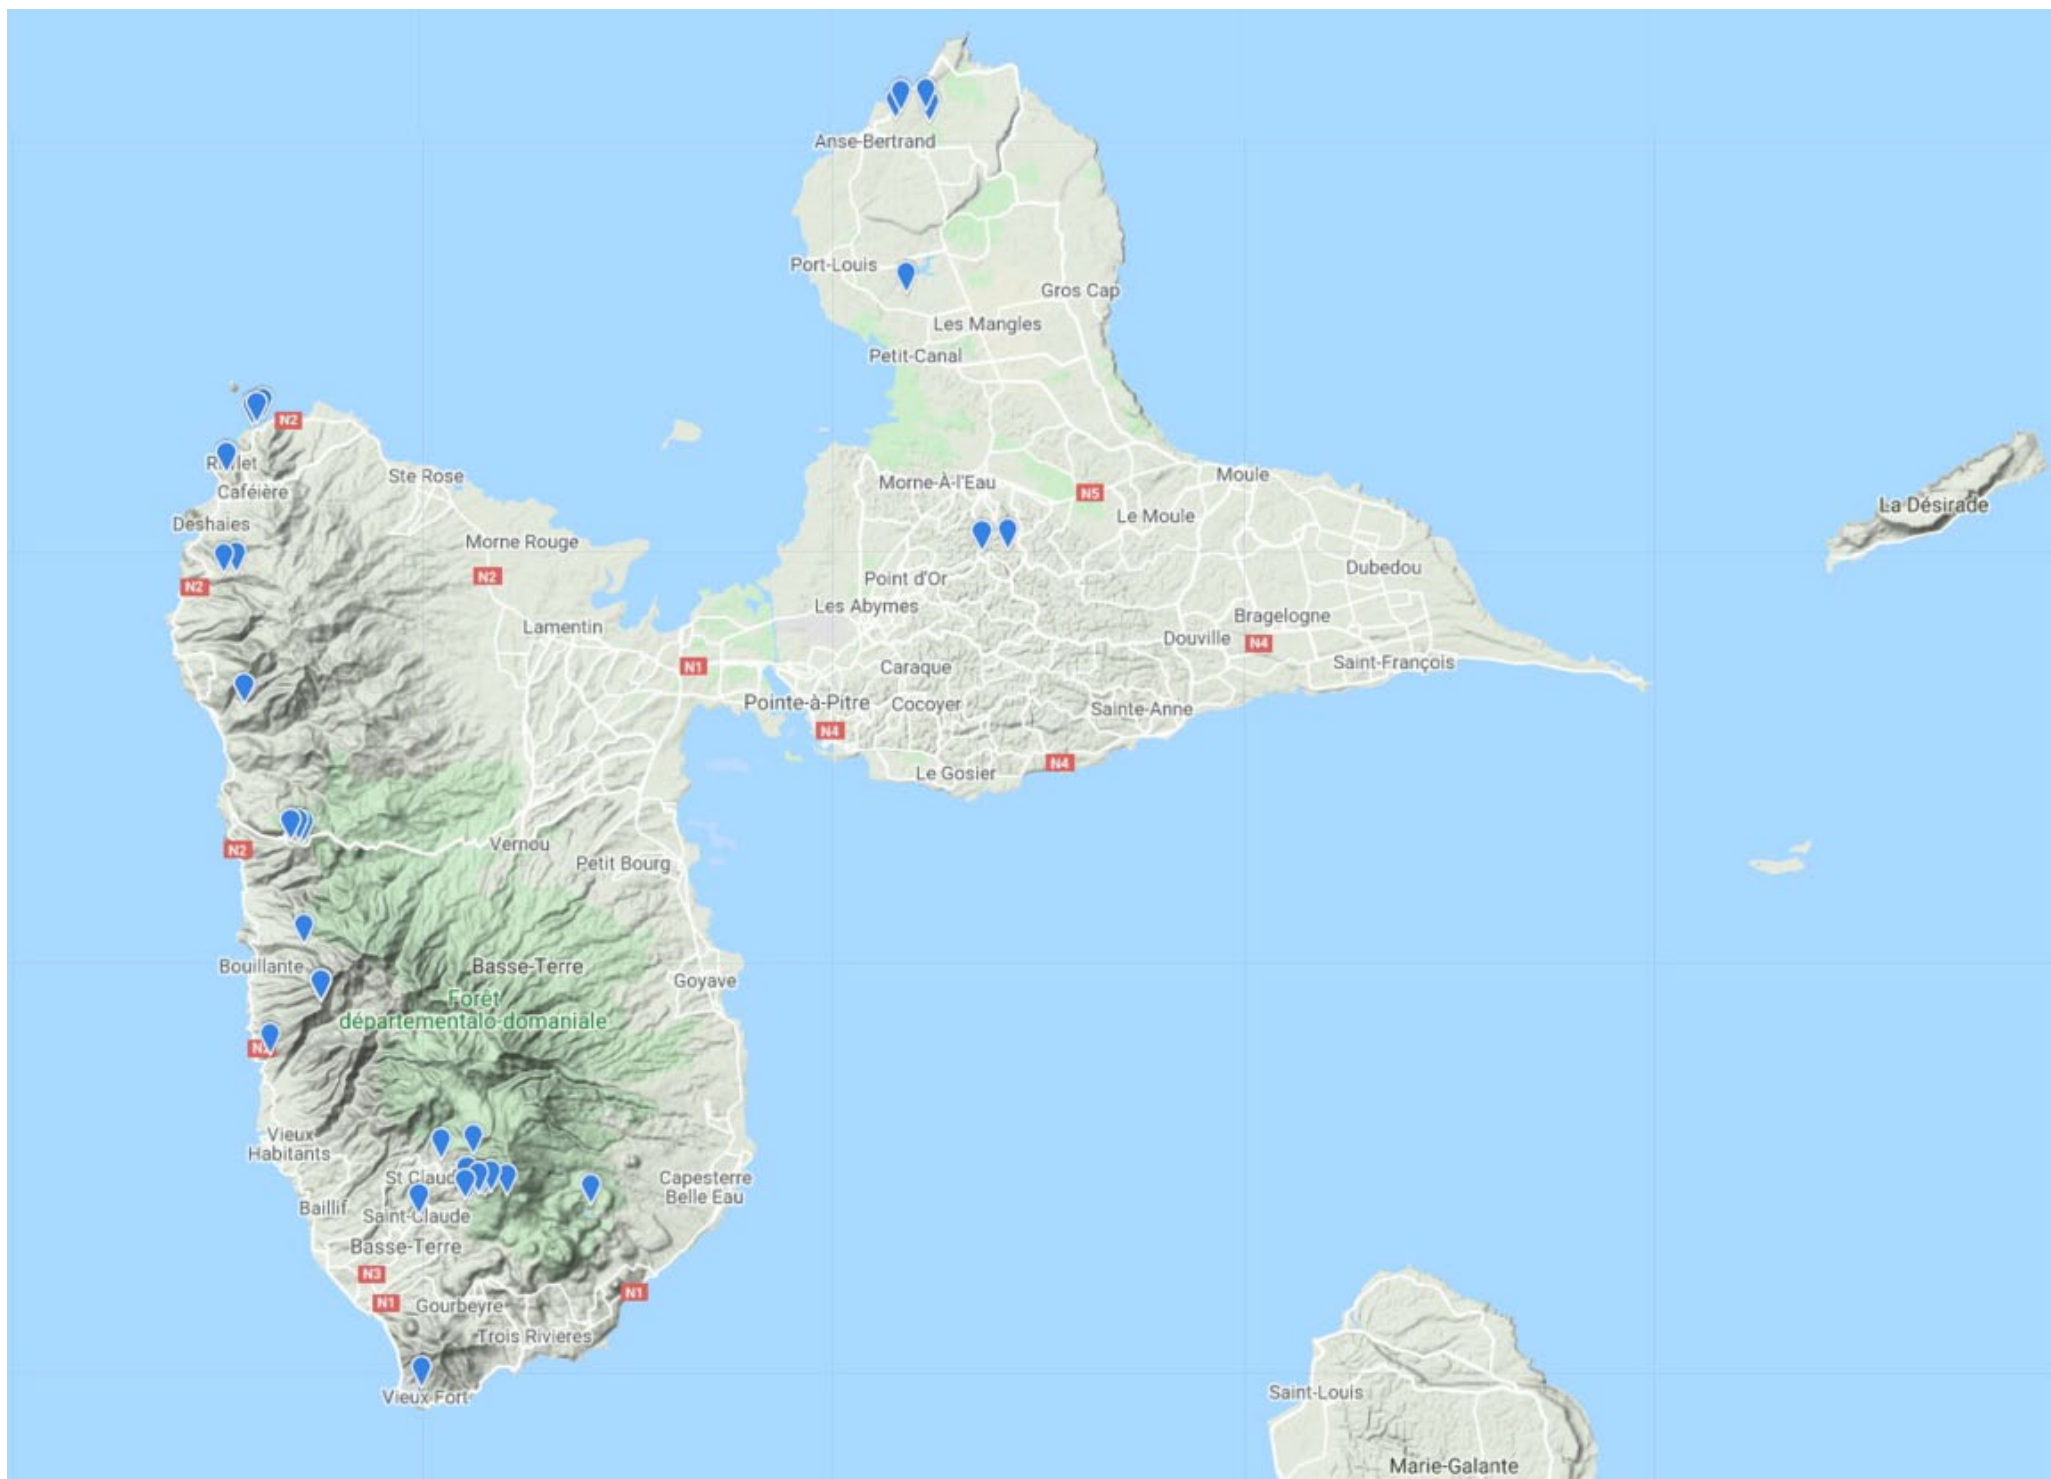 Anse-Bertrand
Port-Louis
Gros Cap
Les Mangles
Petit-Canal
N2
Ste Rose
Caféière
Morne-À-l'Eau
Moule
N5
La Désirade
Le Moule
Deshaies
Morne Rouge
Dubedou
N2
N2
Point d'Or
Les Abymes
Bragelogne
Lamentin
Douville
N4
N1
Caraque
Saint-François
Pointe-à-Pitre
Cocoyer
Sainte-Anne
N4
N4
Le Gosier
Vernou
N2
Petit Bourg
Bouillante
Basse-Terre
Goyave
Forêt
départementalo-domaniale
Vieux
Habitants
Capesterre
Belle Eau
Baillif
Saint-Claude
Basse-Terre
N3
N1
N1
Gourbeyre
Trois Rivieres
Vieux Fort
Saint-Louis
Marie-Galante